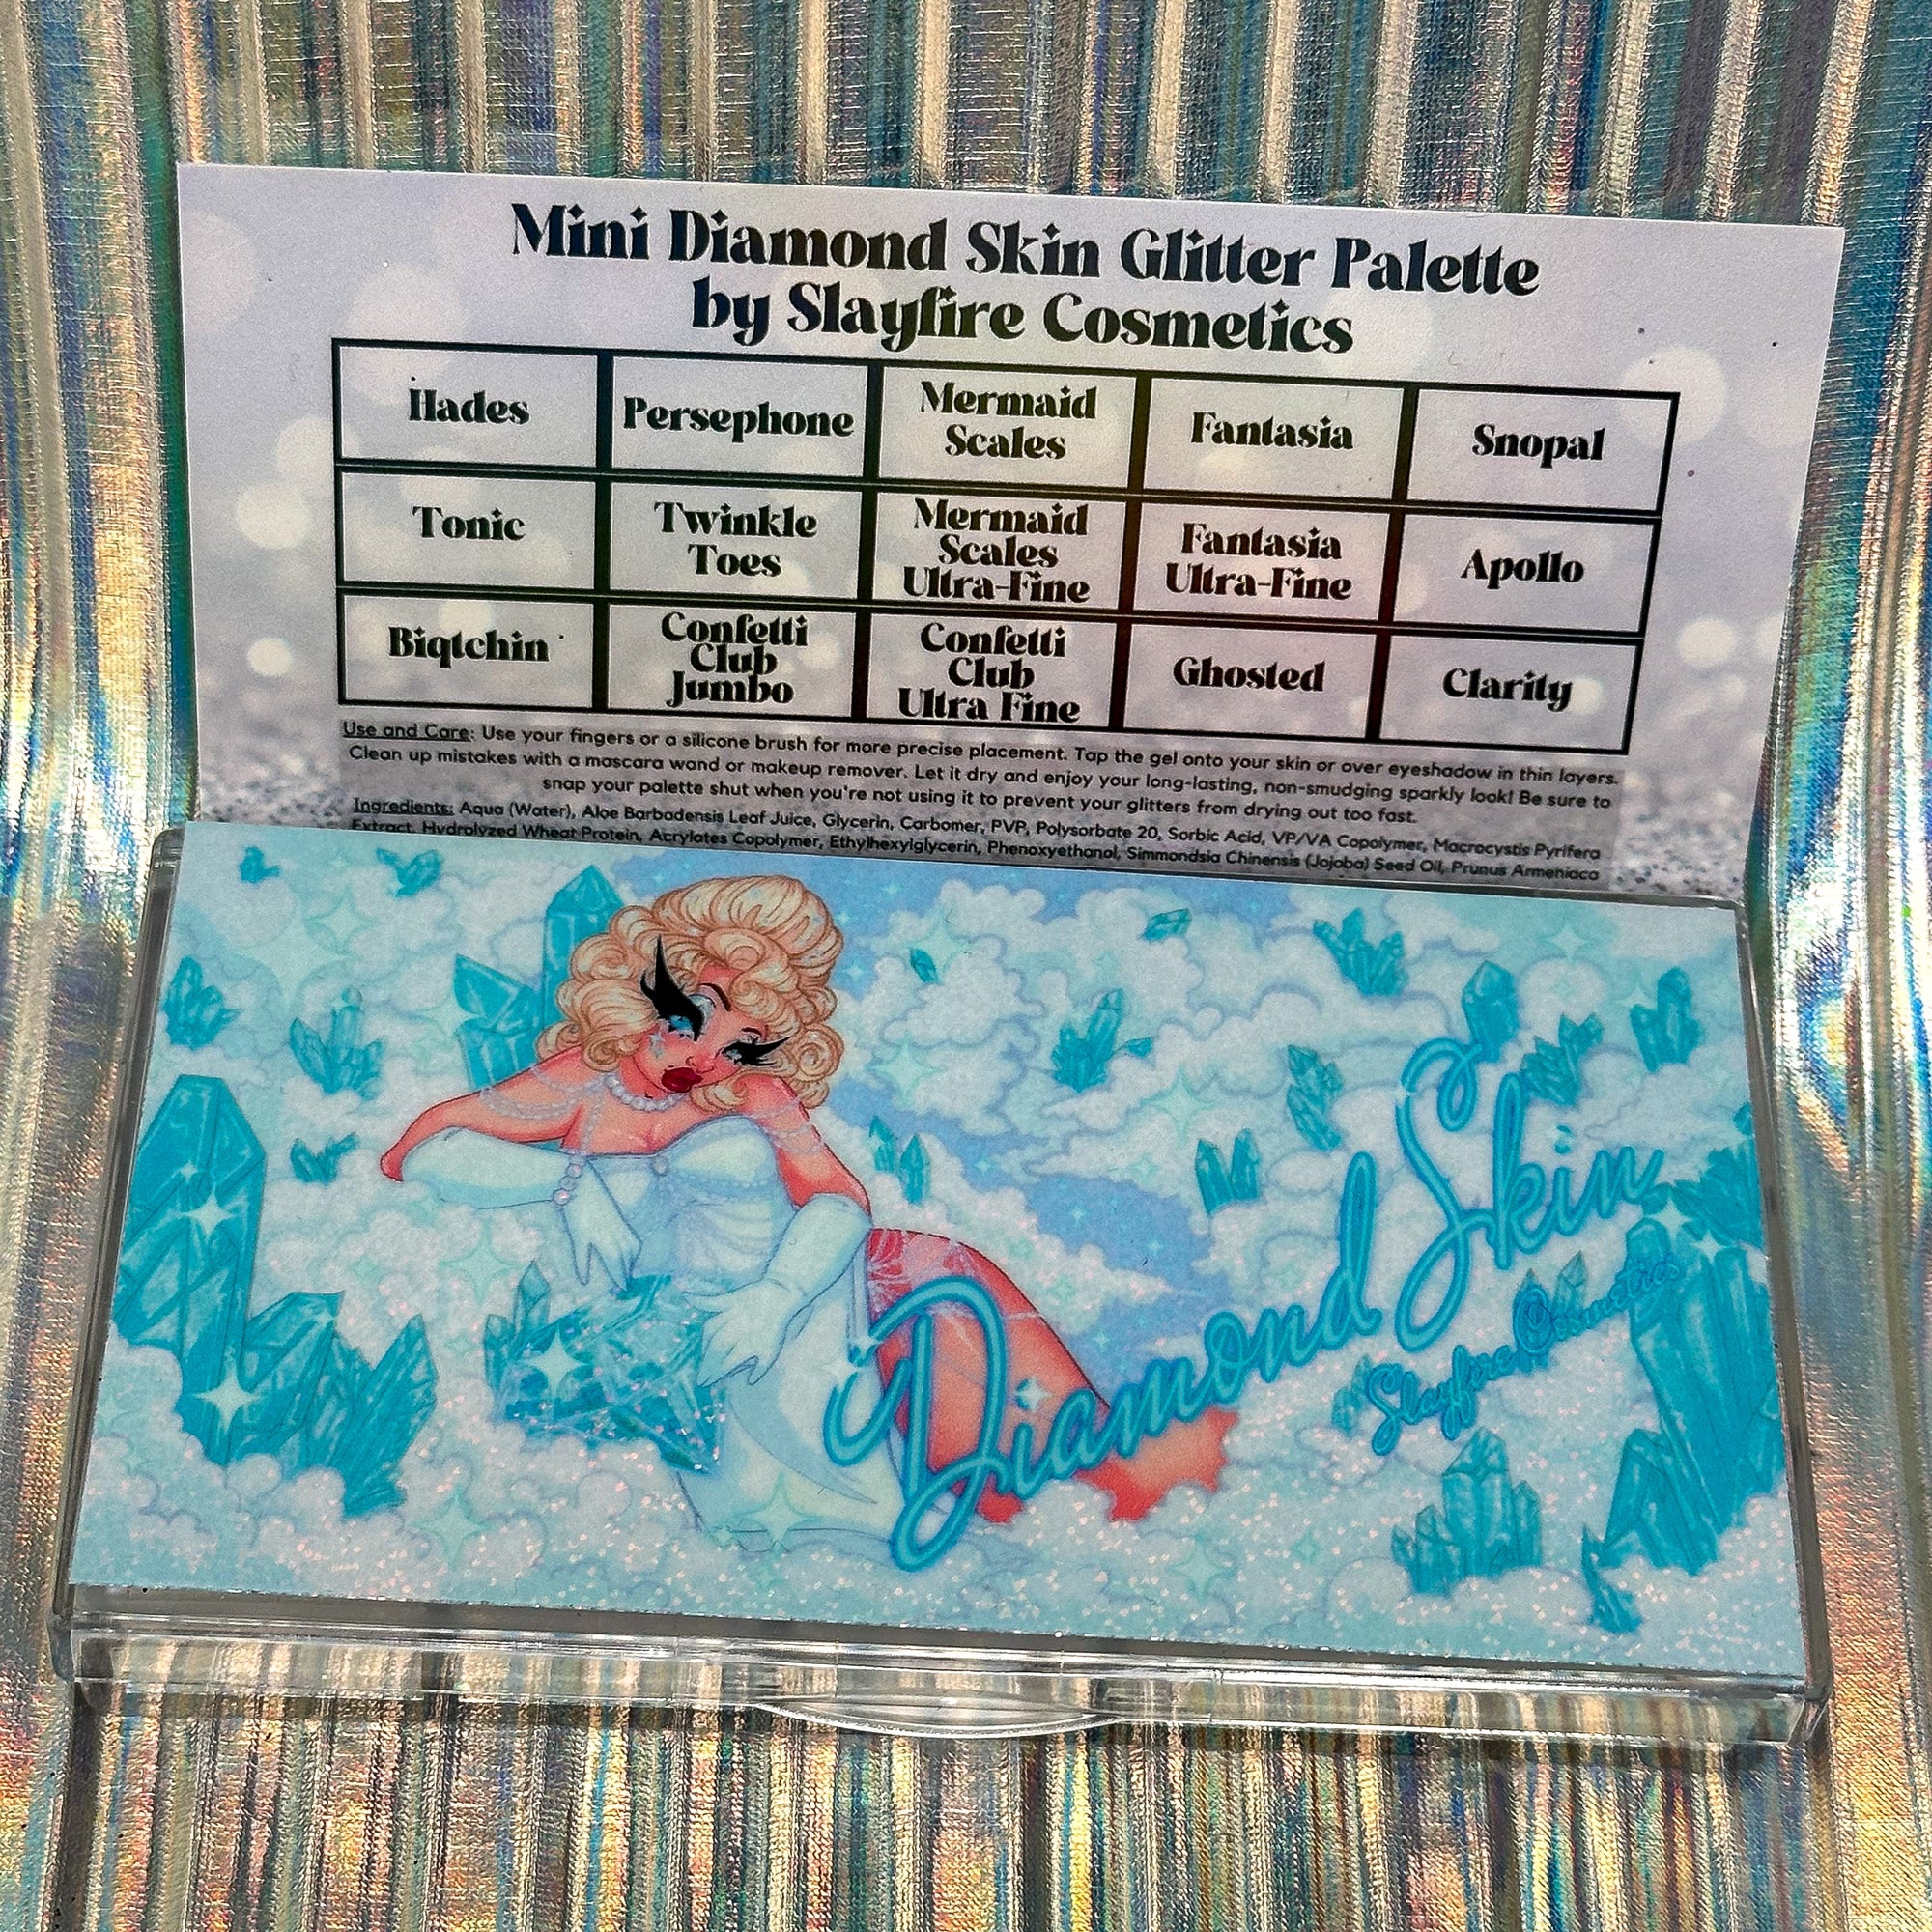 Mini Diamond Skin Glitter Palette
by Slayfire Cosmetics
Hades
Persephone
Mermaid
Scales
Fantasia
Snopal
Tonic
Twinkle
Toes
Mermaid
Scales
Ultra-Fine
Fantasia
Ultra-Fine
Apollo
Biqtchin
Confetti
Club
Jumbo
Confetti
Club
Ultra Fine
Ghosted
Clarity
Use and Care: Use your fingers or a silicone brush for more precise placement. Tap the gel onto your skin or over eyeshadow in thin layers.
Clean up mistakes with a mascara wand or makeup remover. Let it dry and enjoy your long-lasting, non-smudging sparkly look! Be sure to
snap your palette shut when you're not using it to prevent your glitters from drying out too fast.
Ingredients: Aqua (Water), Aloe Barbadensis Leaf Juice, Glycerin, Carbomer, PVP, Polysorbate 20, Sorbic Acid, VP/VA Copolymer, Macrocystis Pyrifera
Extract, Hydrolyzed Wheat Protein, Acrylates Copolymer, Ethylhexylglycerin, Phenoxyethanol, Simmondsia Chinensis (Jojoba) Seed Oil, Prunus Armeniaca
Diamond Skin
Slayfire Cosmetics